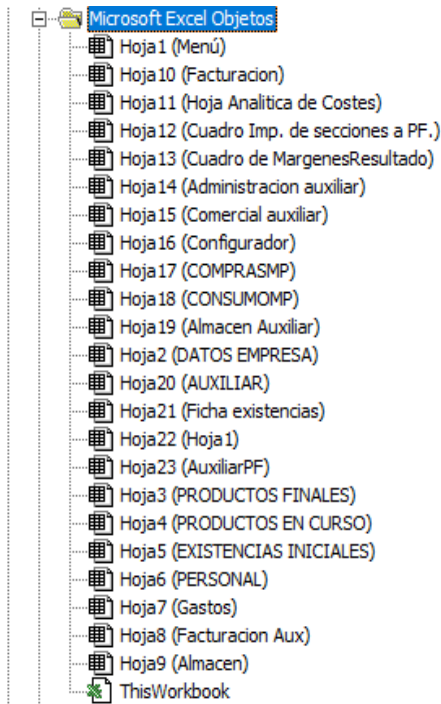 Microsoft Excel Objetos
Hoja1 (Menú)
Hoja10 (Facturacion)
Hoja11 (Hoja Analitica de Costes)
Hoja12 (Cuadro Imp. de secciones a PF.)
Hoja13 (Cuadro de MargenesResultado)
Hoja14 (Administracion auxiliar)
Hoja15 (Comercial auxiliar)
Hoja16 (Configurador)
Hoja17 (COMPRASMP)
Hoja18 (CONSUMOMP)
Hoja19 (Almacen Auxiliar)
Hoja2 (DATOS EMPRESA)
Hoja20 (AUXILIAR)
Hoja21 (Ficha existencias)
Hoja22 (Hoja1)
Hoja23 (AuxiliarPF)
Hoja3 (PRODUCTOS FINALES)
Hoja4 (PRODUCTOS EN CURSO)
Hoja5 (EXISTENCIAS INICIALES)
Hoja6 (PERSONAL)
Hoja7 (Gastos)
Hoja8 (Facturacion Aux)
Hoja9 (Almacen)
ThisWorkbook